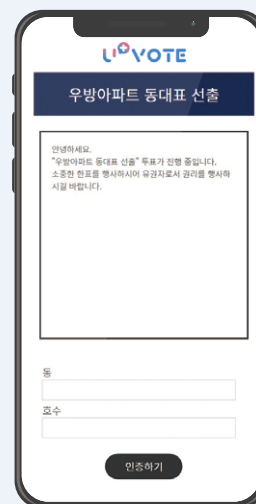 U⁺VOTE
우방아파트 동대표 선출
안녕하세요.
"우방아파트 동대표 선출" 투표가 진행 중입니다.
소중한 한표를 행사하시어 유권자로서 권리를 행사하
시길 바랍니다.
동
호수
인증하기